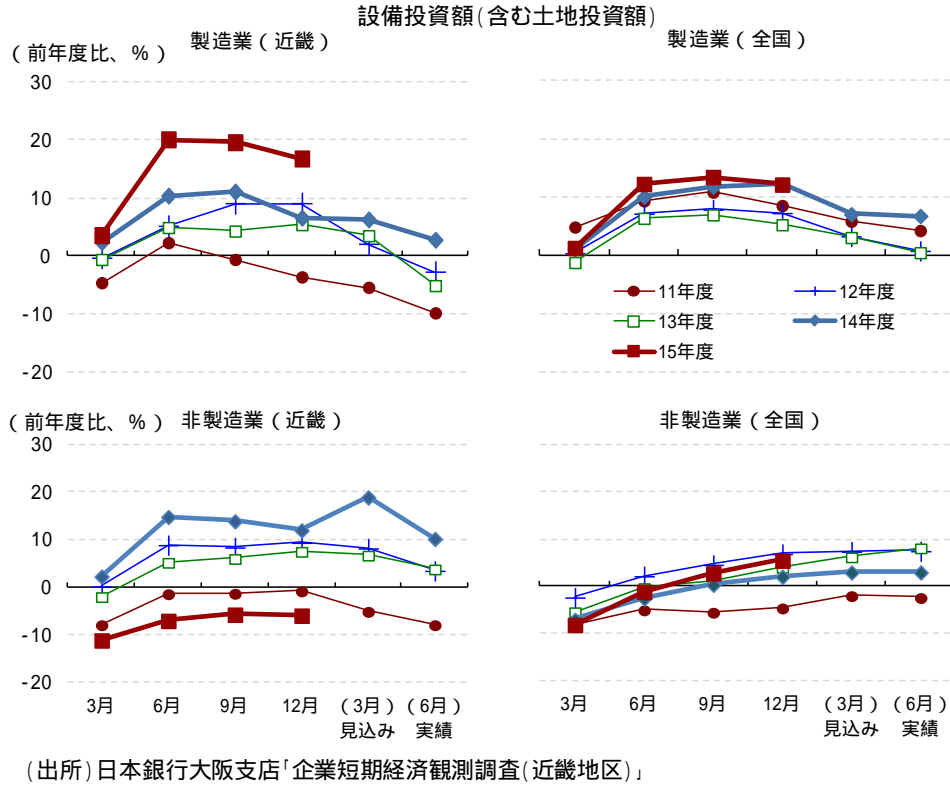 設備投資額(含む土地投資額)
(前年度比、%)
製造業(近畿)
製造業(全国)
30
20
10
0
-10
-20
11年度
12年度
13年度
14年度
15年度
(前年度比、%)
非製造業(近畿)
非製造業(全国)
30
20
10
0
-10
-20
3月
6月
9月
12月
(3月)
見込み
(6月)
実績
3月
6月
9月
12月
(3月)
見込み
(6月)
実績
(出所)日本銀行大阪支店「企業短期経済観測調査(近畿地区)」